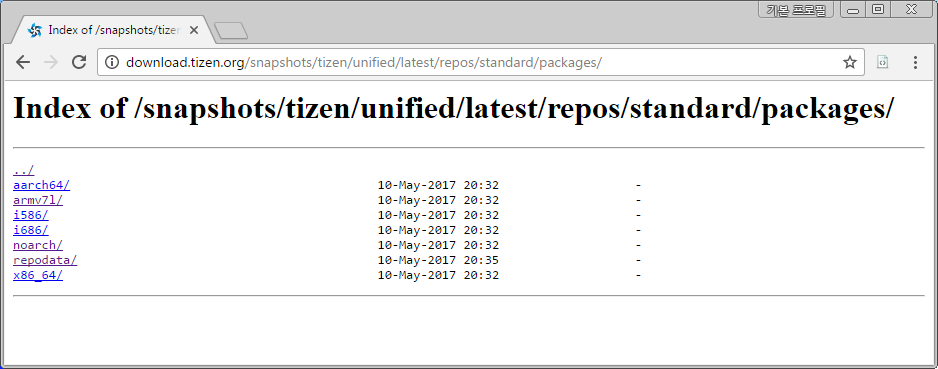 기본 프로필
Index of /snapshots/tizen
download.tizen.org/snapshots/tizen/unified/latest/repos/standard/packages/
Index of /snapshots/tizen/unified/latest/repos/standard/packages/
../
aarch64/ 10-May-2017 20:32 -
armv7l/ 10-May-2017 20:32 -
i586/ 10-May-2017 20:32 -
i686/ 10-May-2017 20:32 -
noarch/ 10-May-2017 20:32 -
repodata/ 10-May-2017 20:35 -
x86_64/ 10-May-2017 20:32 -